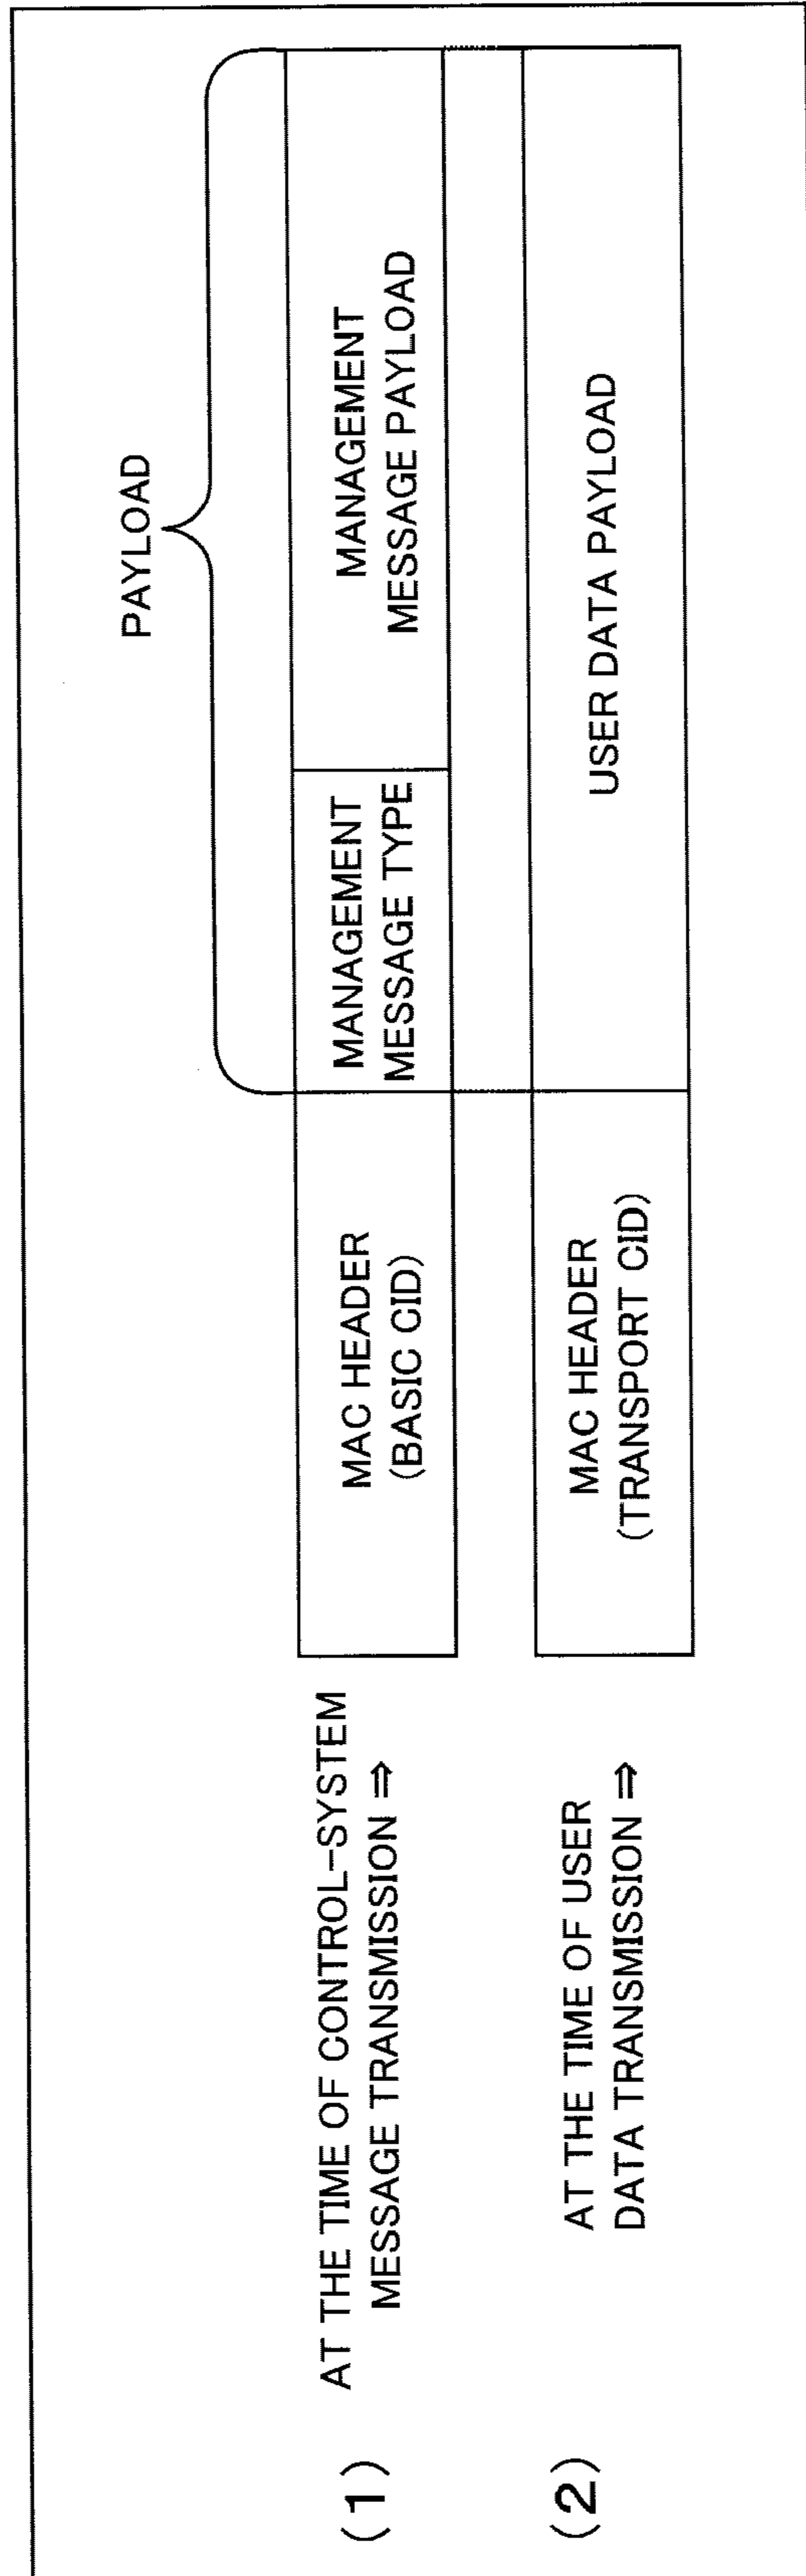 PAYLOAD
(1)
AT THE TIME OF CONTROL-SYSTEM
MESSAGE TRANSMISSION ⇒
MAC HEADER
(BASIC CID)
MANAGEMENT
MESSAGE TYPE
MANAGEMENT
MESSAGE PAYLOAD
(2)
AT THE TIME OF USER
DATA TRANSMISSION ⇒
MAC HEADER
(TRANSPORT CID)
USER DATA PAYLOAD